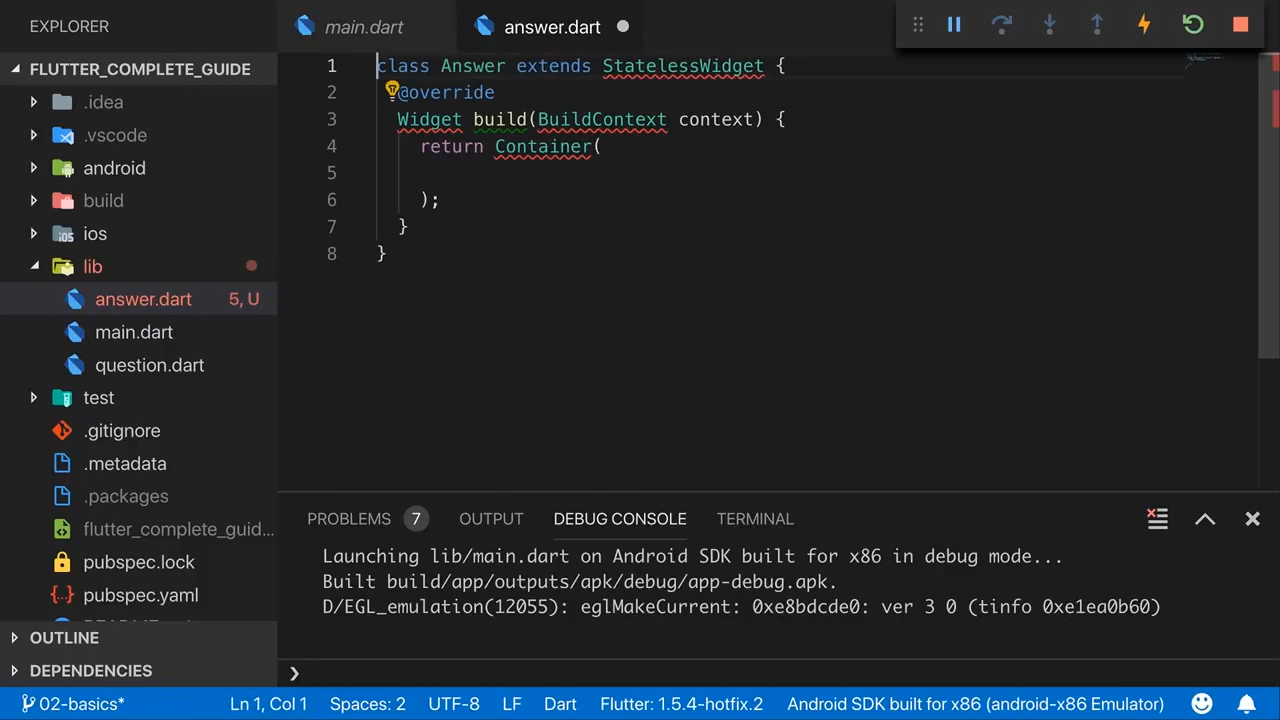 EXPLORER
main.dart
answer.dart
FLUTTER_COMPLETE_GUIDE
.idea
.vscode
android
build
ios
lib
answer.dart 5, U
main.dart
question.dart
test
.gitignore
.metadata
.packages
flutter_complete_guid...
pubspec.lock
pubspec.yaml
OUTLINE
DEPENDENCIES
1 class Answer extends StatelessWidget {
2 @override
3 Widget build(BuildContext context) {
4 return Container(
5
6 );
7 }
8 }
PROBLEMS 7 OUTPUT DEBUG CONSOLE TERMINAL
Launching lib/main.dart on Android SDK built for x86 in debug mode...
Built build/app/outputs/apk/debug/app-debug.apk.
D/EGL_emulation(12055): eglMakeCurrent: 0xe8bdcde0: ver 3 0 (tinfo 0xe1ea0b60)
02-basics* Ln 1, Col 1 Spaces: 2 UTF-8 LF Dart Flutter: 1.5.4-hotfix.2 Android SDK built for x86 (android-x86 Emulator)